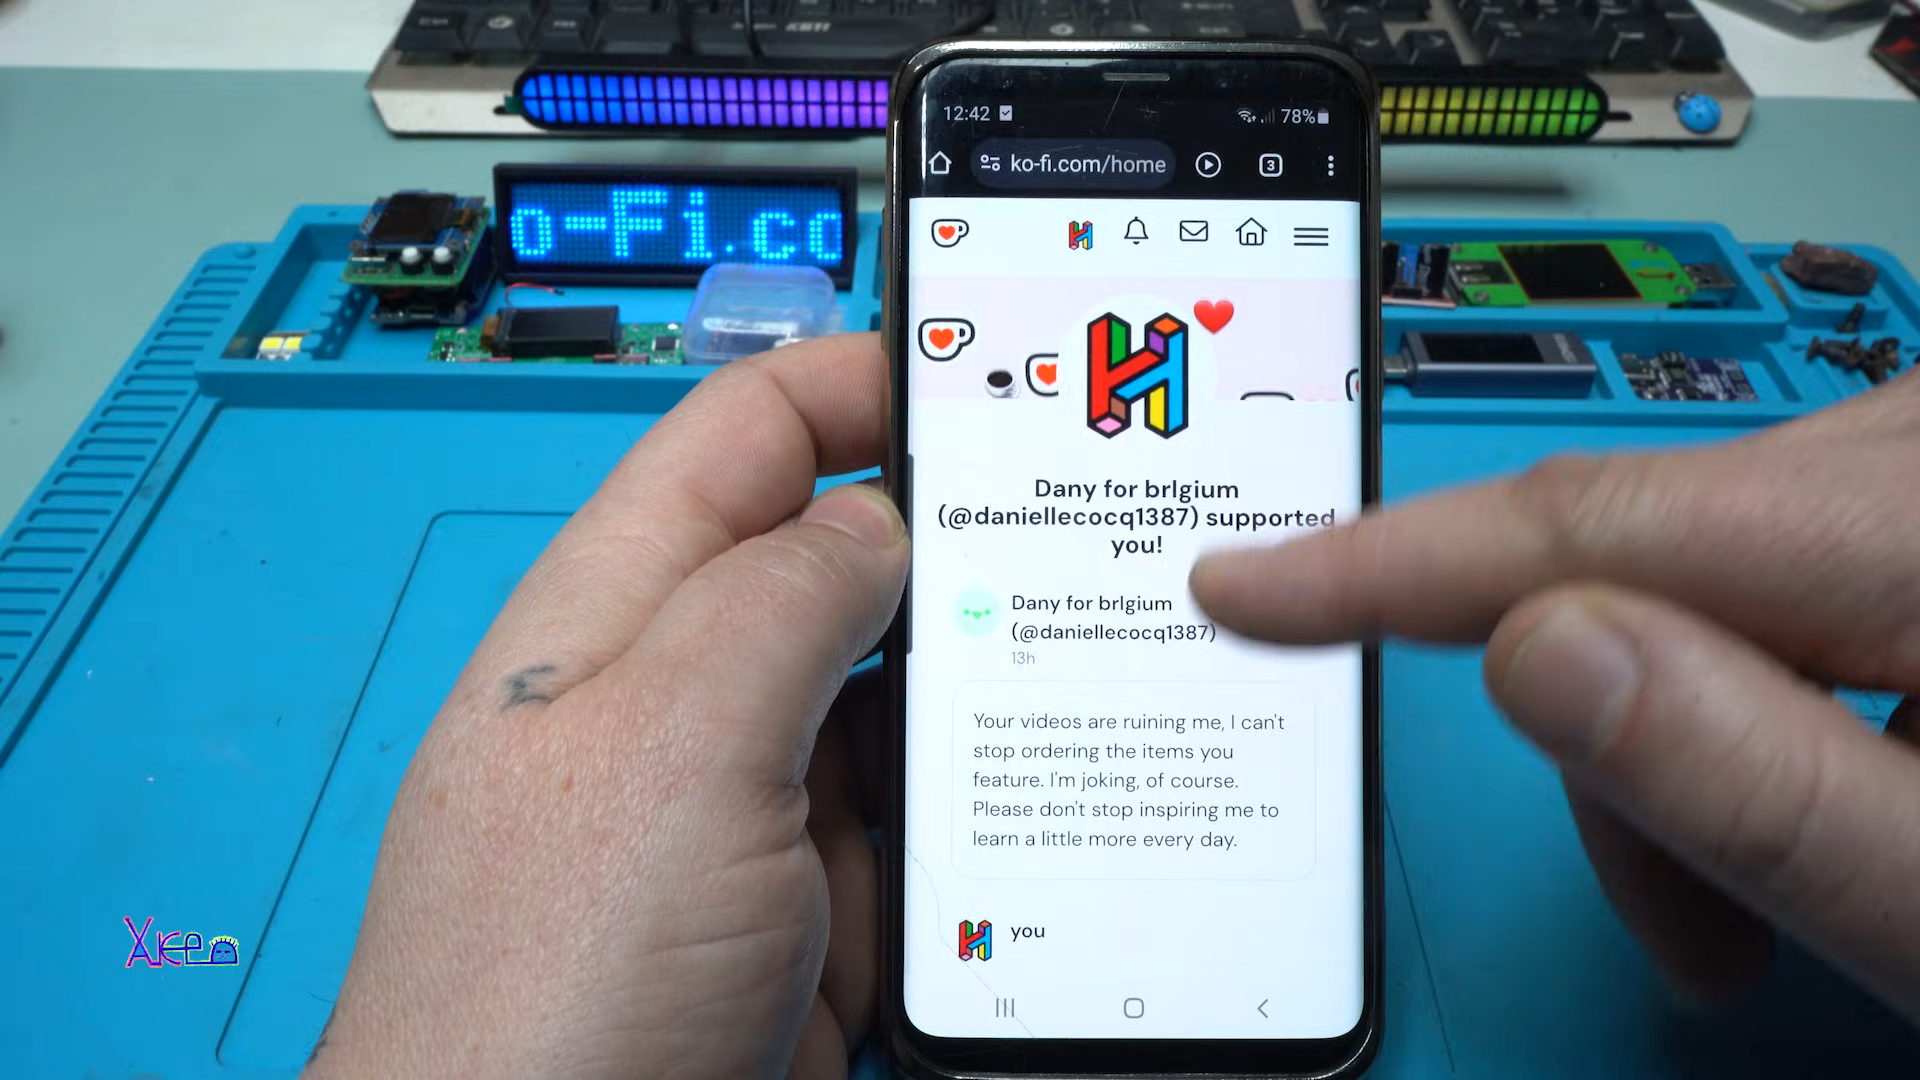 12:42
78%
ko-fi.com/home
3
o-Fi.co
Dany for brlgium
(@daniellecocq1387) supported
you!
Dany for brlgium
(@daniellecocq1387)
13h
Your videos are ruining me, I can't
stop ordering the items you
feature. I'm joking, of course.
Please don't stop inspiring me to
learn a little more every day.
you